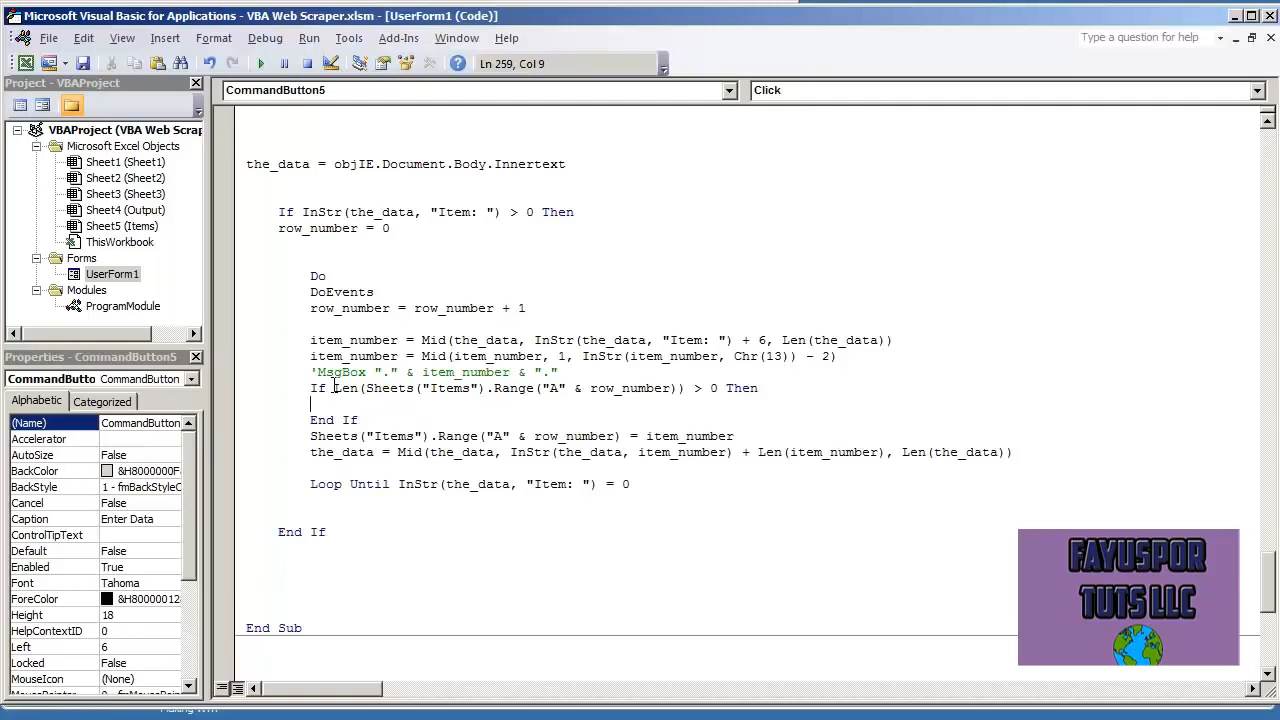 Microsoft Visual Basic for Applications - VBA Web Scraper.xlsm - [UserForm1 (Code)]
File Edit View Insert Format Debug Run Tools Add-Ins Window Help
Type a question for help
Ln 259, Col 9
Project - VBAProject
CommandButton5
Click
VBAProject (VBA Web Scrap
Microsoft Excel Objects
Sheet1 (Sheet1)
Sheet2 (Sheet2)
Sheet3 (Sheet3)
Sheet4 (Output)
Sheet5 (Items)
ThisWorkbook
Forms
UserForm1
Modules
ProgramModule
Properties - CommandButton5
CommandButto CommandButton
Alphabetic Categorized
(Name) CommandButton
Accelerator
AutoSize False
BackColor &H8000000F
BackStyle 1 - fmBackStyleO
Cancel False
Caption Enter Data
ControlTipText
Default False
Enabled True
Font Tahoma
ForeColor &H80000012
Height 18
HelpContextID 0
Left 6
Locked False
MouseIcon (None)
the_data = objIE.Document.Body.Innertext
If InStr(the_data, "Item: ") > 0 Then
row_number = 0
Do
DoEvents
row_number = row_number + 1
item_number = Mid(the_data, InStr(the_data, "Item: ") + 6, Len(the_data))
item_number = Mid(item_number, 1, InStr(item_number, Chr(13)) - 2)
'MsgBox "." & item_number & "."
If Len(Sheets("Items").Range("A" & row_number)) > 0 Then
End If
Sheets("Items").Range("A" & row_number) = item_number
the_data = Mid(the_data, InStr(the_data, item_number) + Len(item_number), Len(the_data))
Loop Until InStr(the_data, "Item: ") = 0
End If
End Sub
FAYUSPOR
TUTS LLC